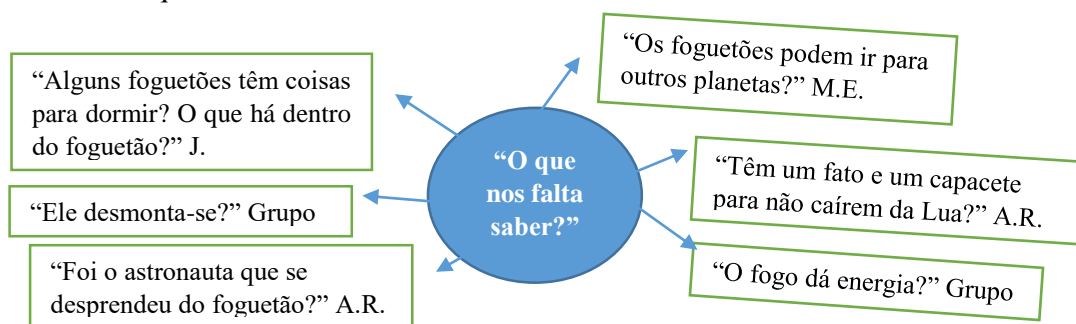 “Alguns foguetões têm coisas
para dormir? O que há dentro
do foguetão?” J.
“Ele desmonta-se?” Grupo
“Foi o astronauta que se
desprendeu do foguetão?” A.R.
“O que
nos falta
saber?”
“Os foguetões podem ir para
outros planetas?” M.E.
“Têm um fato e um capacete
para não caírem da Lua?” A.R.
“O fogo dá energia?” Grupo